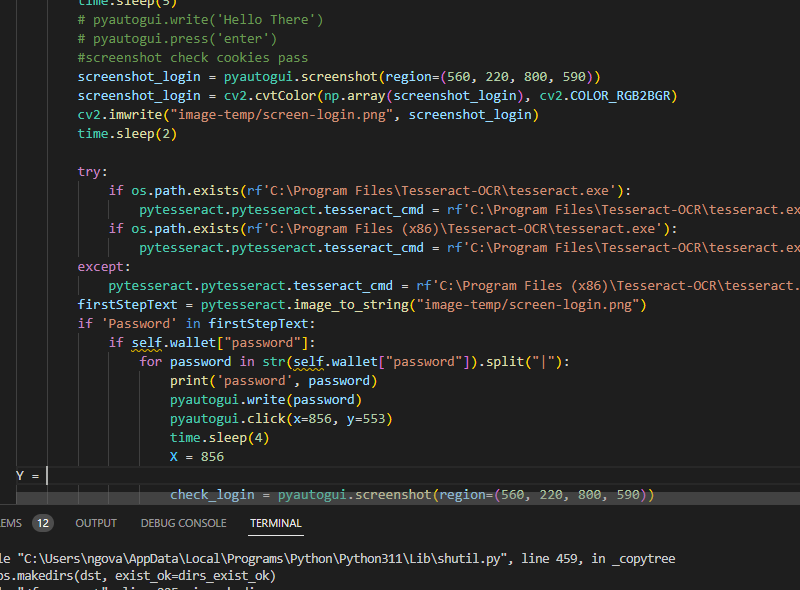 time.sleep(5)
# pyautogui.write('Hello There')
# pyautogui.press('enter')
#screenshot check cookies pass
screenshot_login = pyautogui.screenshot(region=(560, 220, 800, 590))
screenshot_login = cv2.cvtColor(np.array(screenshot_login), cv2.COLOR_RGB2BGR)
cv2.imwrite("image-temp/screen-login.png", screenshot_login)
time.sleep(2)
try:
if os.path.exists(rf'C:\Program Files\Tesseract-OCR\tesseract.exe'):
pytesseract.pytesseract.tesseract_cmd = rf'C:\Program Files\Tesseract-OCR\tesseract.ex
if os.path.exists(rf'C:\Program Files (x86)\Tesseract-OCR\tesseract.exe'):
pytesseract.pytesseract.tesseract_cmd = rf'C:\Program Files\Tesseract-OCR\tesseract.ex
except:
pytesseract.pytesseract.tesseract_cmd = rf'C:\Program Files (x86)\Tesseract-OCR\tesseract.
firstStepText = pytesseract.image_to_string("image-temp/screen-login.png")
if 'Password' in firstStepText:
if self.wallet["password"]:
for password in str(self.wallet["password"]).split("|"):
print('password', password)
pyautogui.write(password)
pyautogui.click(x=856, y=553)
time.sleep(4)
X = 856
Y =
check_login = pyautogui.screenshot(region=(560, 220, 800, 590))
EMS 12 OUTPUT DEBUG CONSOLE TERMINAL
le "C:\Users\ngova\AppData\Local\Programs\Python\Python311\Lib\shutil.py", line 459, in _copytree
os.makedirs(dst, exist_ok=dirs_exist_ok)